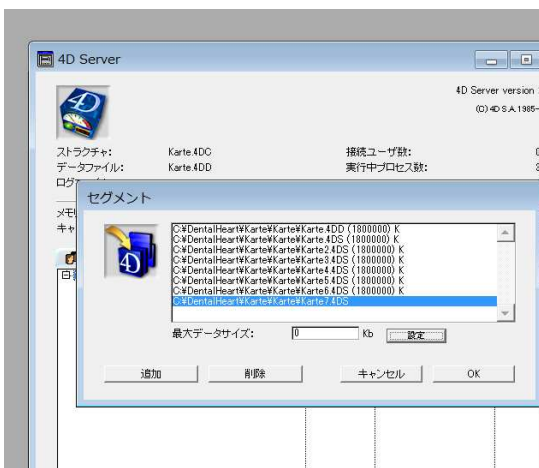 4D Server
4D Server version
(C) 4D S.A. 1985-
ストラクチャ: Karte.4DC 接続ユーザ数:
データファイル: Karte.4DD 実行中プロセス数:
セグメント
C:¥DentalHeart¥Karte¥Karte¥Karte.4DD (1800000) K
C:¥DentalHeart¥Karte¥Karte¥Karte.4DS (1800000) K
C:¥DentalHeart¥Karte¥Karte¥Karte2.4DS (1800000) K
C:¥DentalHeart¥Karte¥Karte¥Karte3.4DS (1800000) K
C:¥DentalHeart¥Karte¥Karte¥Karte4.4DS (1800000) K
C:¥DentalHeart¥Karte¥Karte¥Karte5.4DS (1800000) K
C:¥DentalHeart¥Karte¥Karte¥Karte6.4DS (1800000) K
C:¥DentalHeart¥Karte¥Karte¥Karte7.4DS
最大データサイズ: 0 Kb 設定
追加 削除 キャンセル OK